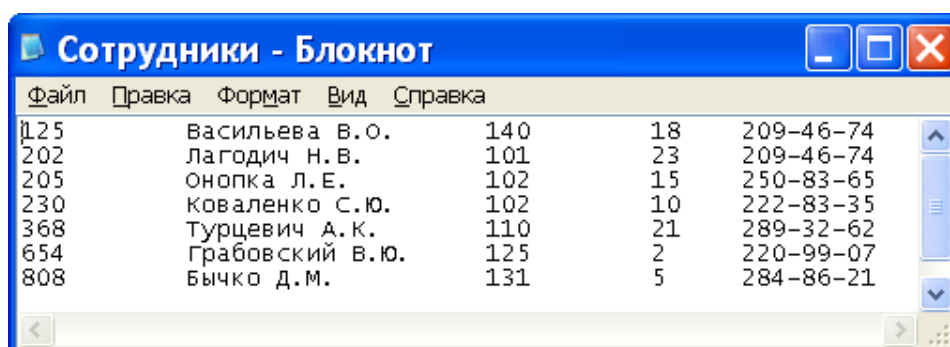 Сотрудники - Блокнот
Файл Правка Формат Вид Справка
125 Васильева В.О. 140 18 209-46-74
202 Лагодич Н.В. 101 23 209-46-74
205 Онопка Л.Е. 102 15 250-83-65
230 Коваленко С.Ю. 102 10 222-83-35
368 Турцевич А.К. 110 21 289-32-62
654 Грабовский В.Ю. 125 2 220-99-07
808 Бычко Д.М. 131 5 284-86-21